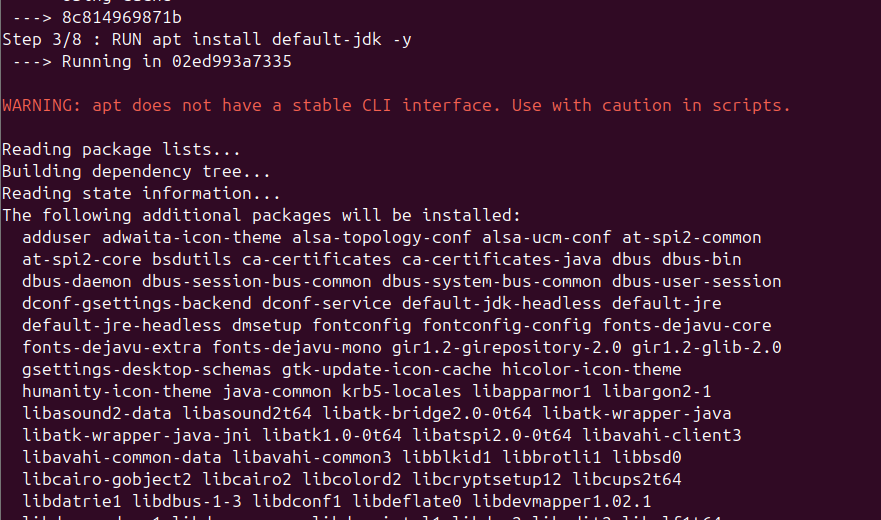 ---> 8c814969871b
Step 3/8 : RUN apt install default-jdk -y
 ---> Running in 02ed993a7335
WARNING: apt does not have a stable CLI interface. Use with caution in scripts.
Reading package lists...
Building dependency tree...
Reading state information...
The following additional packages will be installed:
  adduser adwaita-icon-theme alsa-topology-conf alsa-ucm-conf at-spi2-common
  at-spi2-core bsdutils ca-certificates ca-certificates-java dbus dbus-bin
  dbus-daemon dbus-session-bus-common dbus-system-bus-common dbus-user-session
  dconf-gsettings-backend dconf-service default-jdk-headless default-jre
  default-jre-headless dmsetup fontconfig fontconfig-config fonts-dejavu-core
  fonts-dejavu-extra fonts-dejavu-mono gir1.2-girepository-2.0 gir1.2-glib-2.0
  gsettings-desktop-schemas gtk-update-icon-cache hicolor-icon-theme
  humanity-icon-theme java-common krb5-locales libapparmor1 libargon2-1
  libasound2-data libasound2t64 libatk-bridge2.0-0t64 libatk-wrapper-java
  libatk-wrapper-java-jni libatk1.0-0t64 libatspi2.0-0t64 libavahi-client3
  libavahi-common-data libavahi-common3 libblkid1 libbrotli1 libbsd0
  libcairo-gobject2 libcairo2 libcolord2 libcryptsetup12 libcups2t64
  libdatrie1 libdbus-1-3 libdconf1 libdeflate0 libdevmapper1.02.1